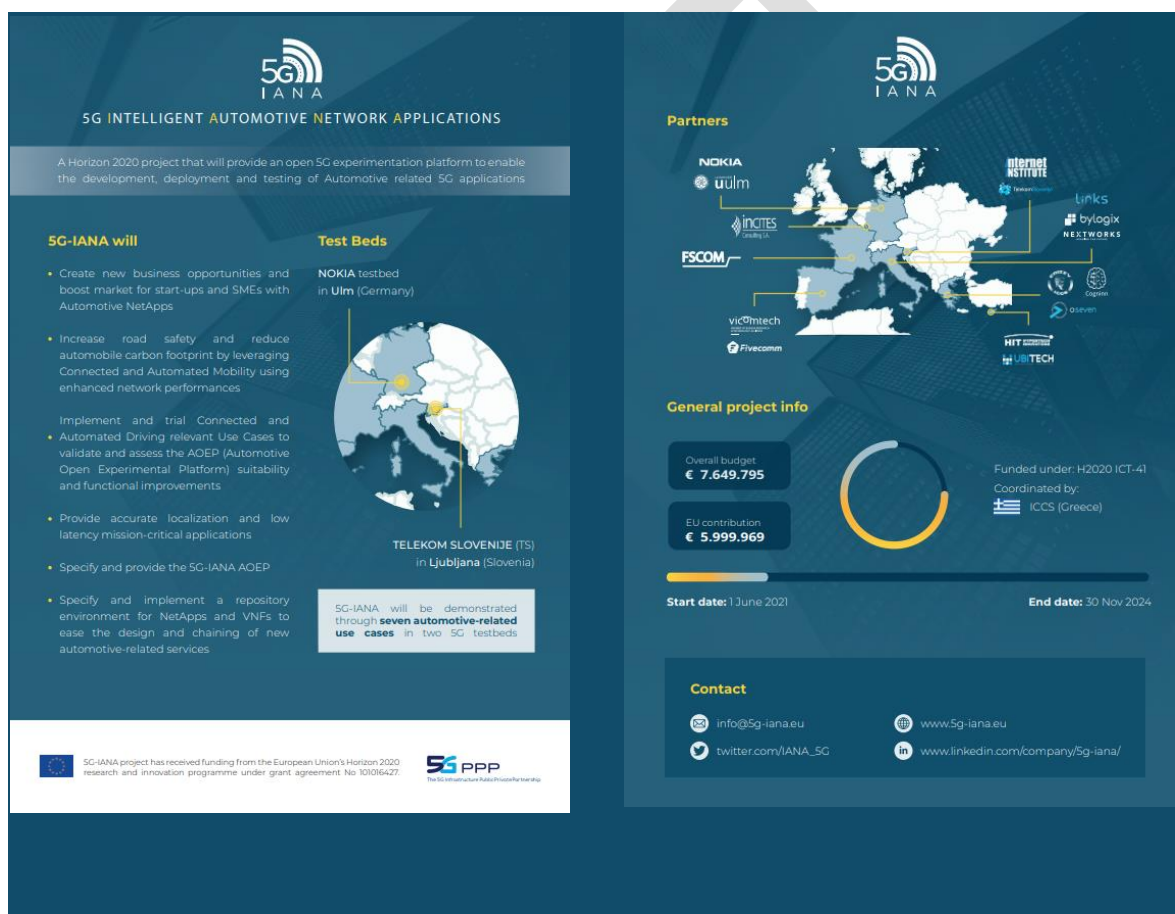 5G
IANA
5G INTELLIGENT AUTOMOTIVE NETWORK APPLICATIONS
A Horizon 2020 project that will provide an open 5G experimentation platform to enable
the development, deployment and testing of Automotive related 5G applications
5G-IANA will
• Create new business opportunities and
boost market for start-ups and SMEs with
Automotive NetApps
• Increase road safety and reduce
automobile carbon footprint by leveraging
Connected and Automated Mobility using
enhanced network performances
Implement and trial Connected and
• Automated Driving relevant Use Cases to
validate and assess the AOEP (Automotive
Open Experimental Platform) suitability
and functional improvements
• Provide accurate localization and low
latency mission-critical applications
• Specify and provide the 5G-IANA AOEP
• Specify and implement a repository
environment for NetApps and VNFs to
ease the design and chaining of new
automotive-related services
Test Beds
NOKIA testbed
in Ulm (Germany)
TELEKOM SLOVENIJE (TS)
in Ljubljana (Slovenia)
5G-IANA will be demonstrated
through seven automotive-related
use cases in two 5G testbeds
5G-IANA project has received funding from the European Union's Horizon 2020
research and innovation programme under grant agreement No 101016427.
5G PPP
The 5G Infrastructure Public Private Partnership
5G
IANA
Partners
NOKIA
uulm
INCITES
Consulting S.A.
FSCOM
vicomtech
Fivecomm
nternet
NSTITUTE
TelekomSlovenije
links
bylogix
NEXTWORKS
Cogninn
oseven
HIT
UBITECH
General project info
Overall budget
€ 7.649.795
EU contribution
€ 5.999.969
Funded under: H2020 ICT-41
Coordinated by:
ICCS (Greece)
Start date: 1 June 2021
End date: 30 Nov 2024
Contact
info@5g-iana.eu
www.5g-iana.eu
twitter.com/IANA_5G
www.linkedin.com/company/5g-iana/